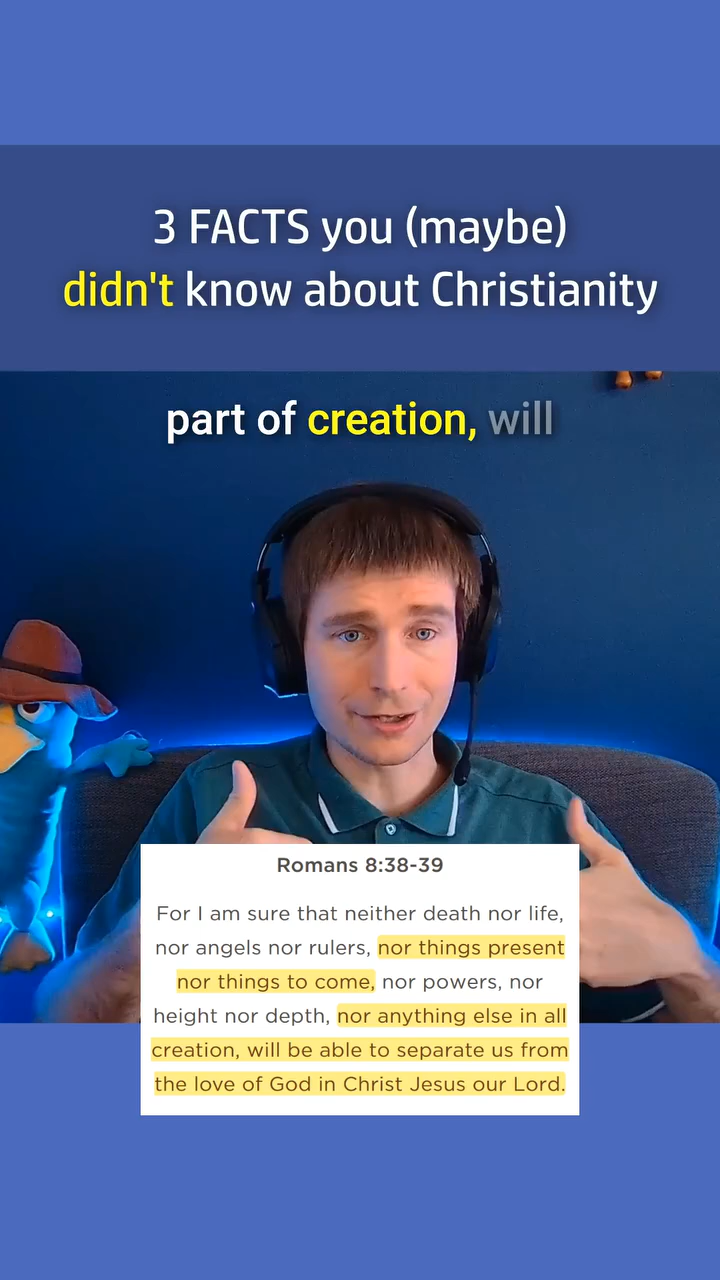 3 FACTS you (maybe)
didn't know about Christianity
part of creation, will
Romans 8:38-39
For I am sure that neither death nor life,
nor angels nor rulers, nor things present
nor things to come, nor powers, nor
height nor depth, nor anything else in all
creation, will be able to separate us from
the love of God in Christ Jesus our Lord.